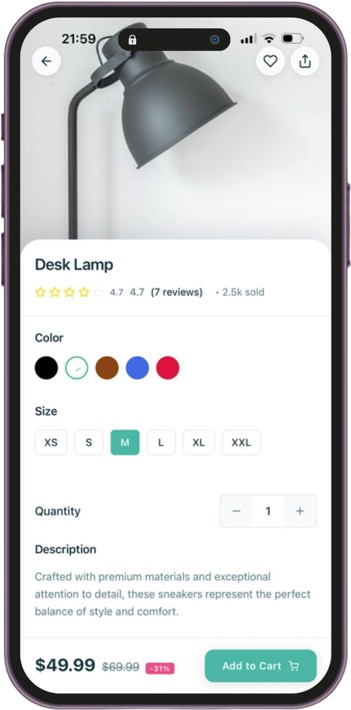 21:59
Desk Lamp
4.7 4.7 (7 reviews) • 2.5k sold
Color
Size
XS S M L XL XXL
Quantity − 1 +
Description
Crafted with premium materials and exceptional
attention to detail, these sneakers represent the perfect
balance of style and comfort.
$49.99 $69.99 -31% Add to Cart